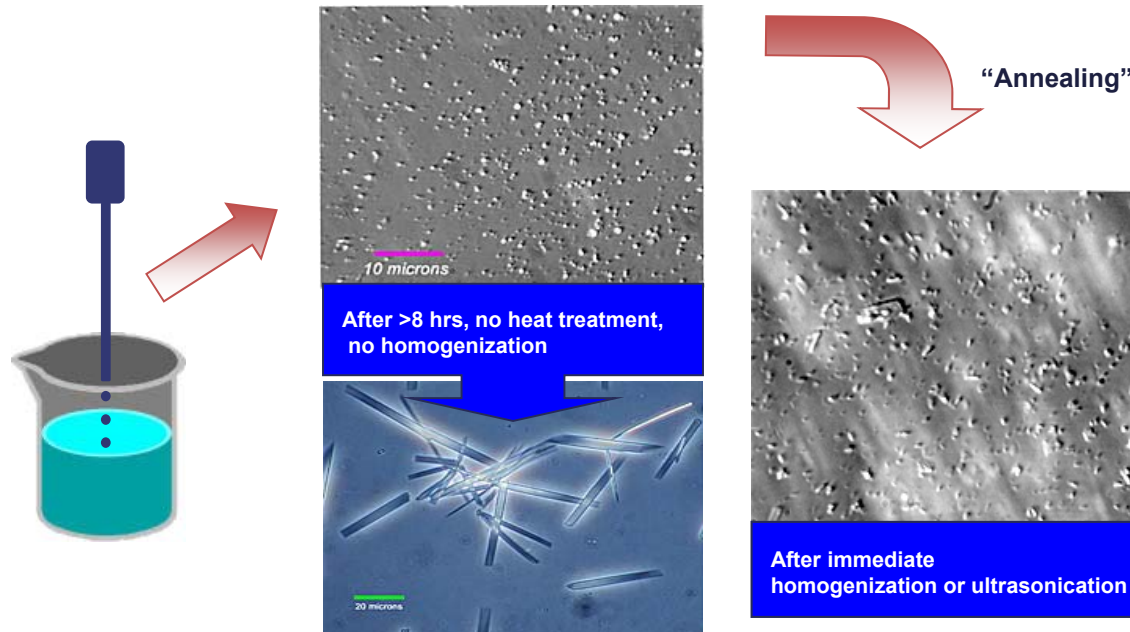 “Annealing”
10 microns
After >8 hrs, no heat treatment,
no homogenization
20 microns
After immediate
homogenization or ultrasonication